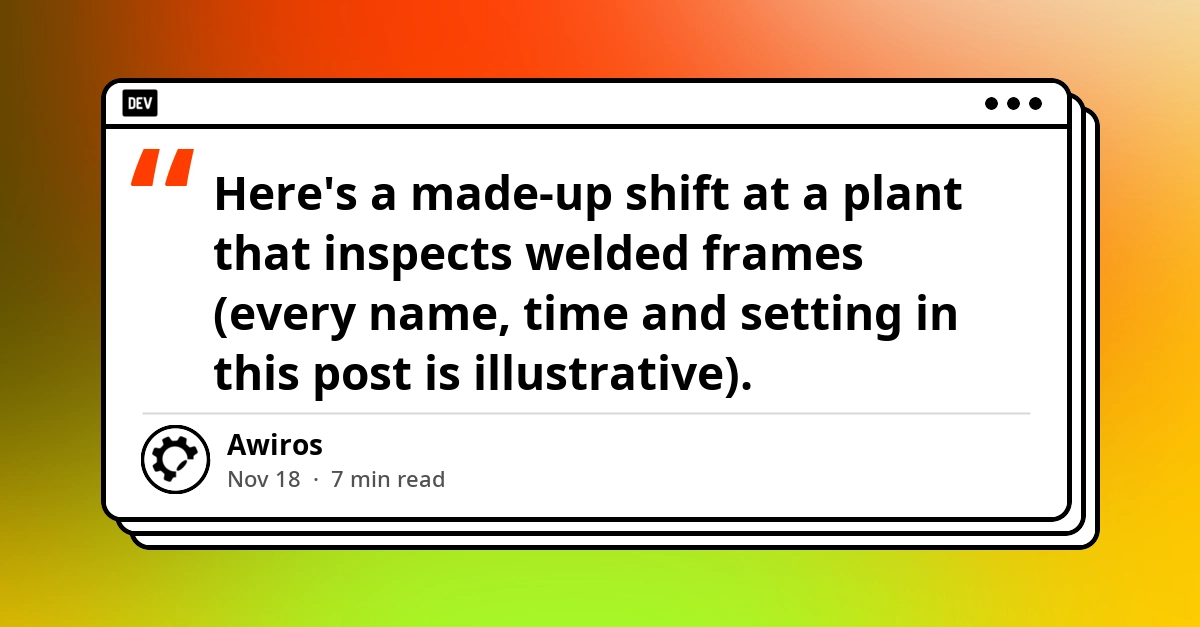 DEV
“
Here's a made-up shift at a plant
that inspects welded frames
(every name, time and setting in
this post is illustrative).
Awiros
Nov 18 · 7 min read